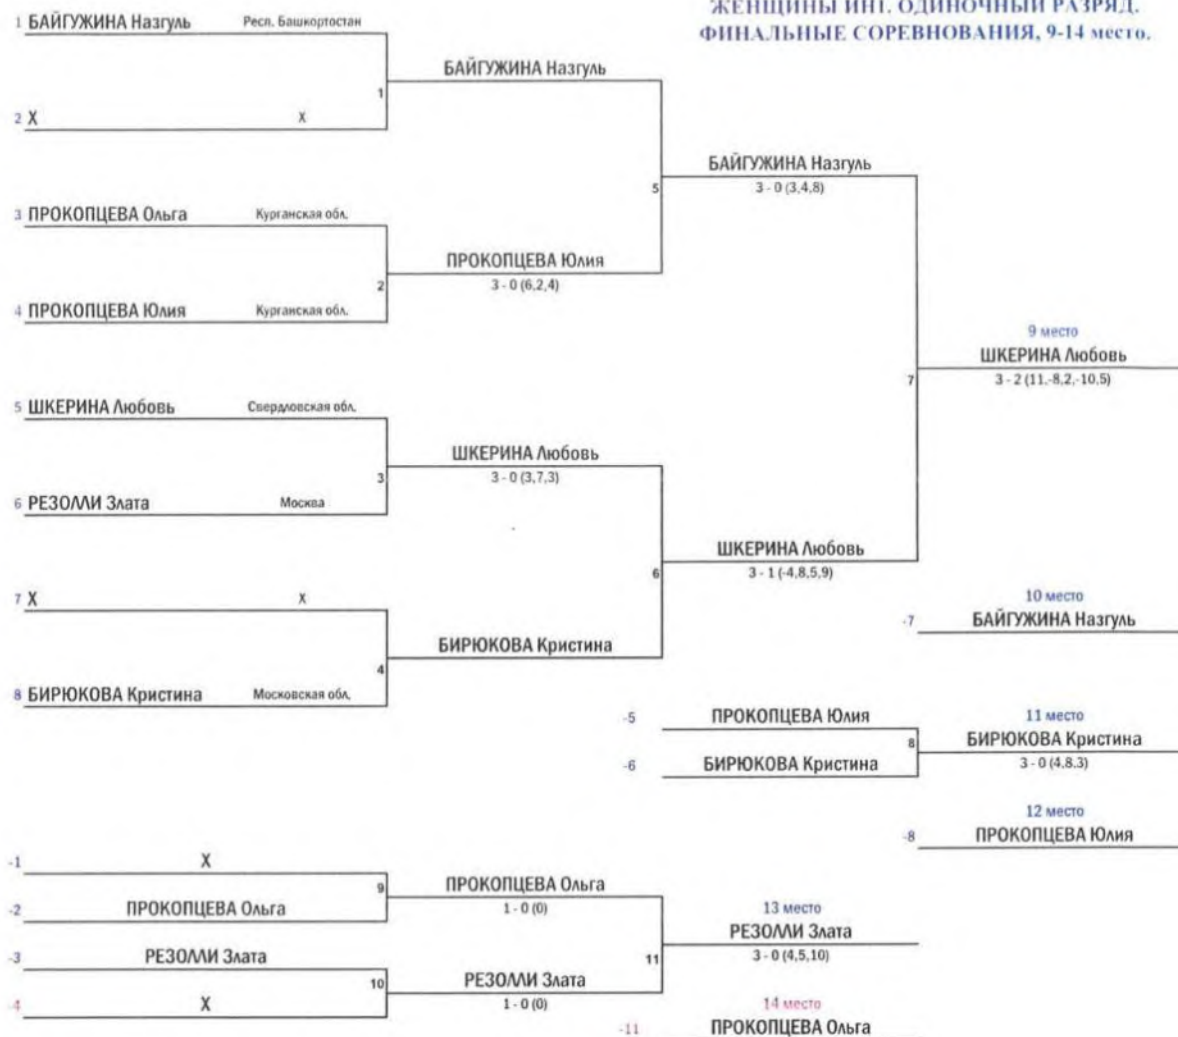 ЖЕНЩИНЫ ИНТ. ОДИНОЧНЫЙ РАЗРЯД.
ФИНАЛЬНЫЕ СОРЕВНОВАНИЯ, 9-14 место.
1 БАЙГУЖИНА Назгуль Респ. Башкортостан
БАЙГУЖИНА Назгуль
1
2 X X
БАЙГУЖИНА Назгуль
5
3 - 0 (3,4,8)
3 ПРОКОПЦЕВА Ольга Курганская обл.
ПРОКОПЦЕВА Юлия
2
3 - 0 (6,2,4)
4 ПРОКОПЦЕВА Юлия Курганская обл.
9 место
ШКЕРИНА Любовь
7
3 - 2 (11,-8,2,-10,5)
5 ШКЕРИНА Любовь Свердловская обл.
ШКЕРИНА Любовь
3
3 - 0 (3,7,3)
6 РЕЗОЛЛИ Злата Москва
ШКЕРИНА Любовь
6
3 - 1 (-4,8,5,9)
7 X X
10 место
-7 БАЙГУЖИНА Назгуль
БИРЮКОВА Кристина
4
8 БИРЮКОВА Кристина Московская обл.
-5 ПРОКОПЦЕВА Юлия
11 место
8 БИРЮКОВА Кристина
-6 БИРЮКОВА Кристина
3 - 0 (4,8,3)
12 место
-8 ПРОКОПЦЕВА Юлия
-1 X
9 ПРОКОПЦЕВА Ольга
-2 ПРОКОПЦЕВА Ольга
1 - 0 (0)
13 место
РЕЗОЛЛИ Злата
-3 РЕЗОЛЛИ Злата
11
3 - 0 (4,5,10)
10 РЕЗОЛЛИ Злата
-4 X
1 - 0 (0)
14 место
-11 ПРОКОПЦЕВА Ольга